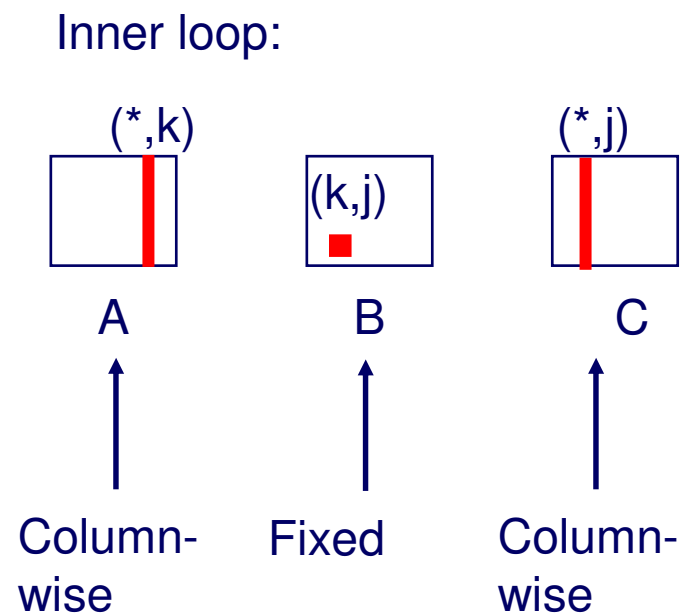 Inner loop:
(*,k)
(*,j)
(k,j)
A
B
C
Column-
wise
Fixed
Column-
wise